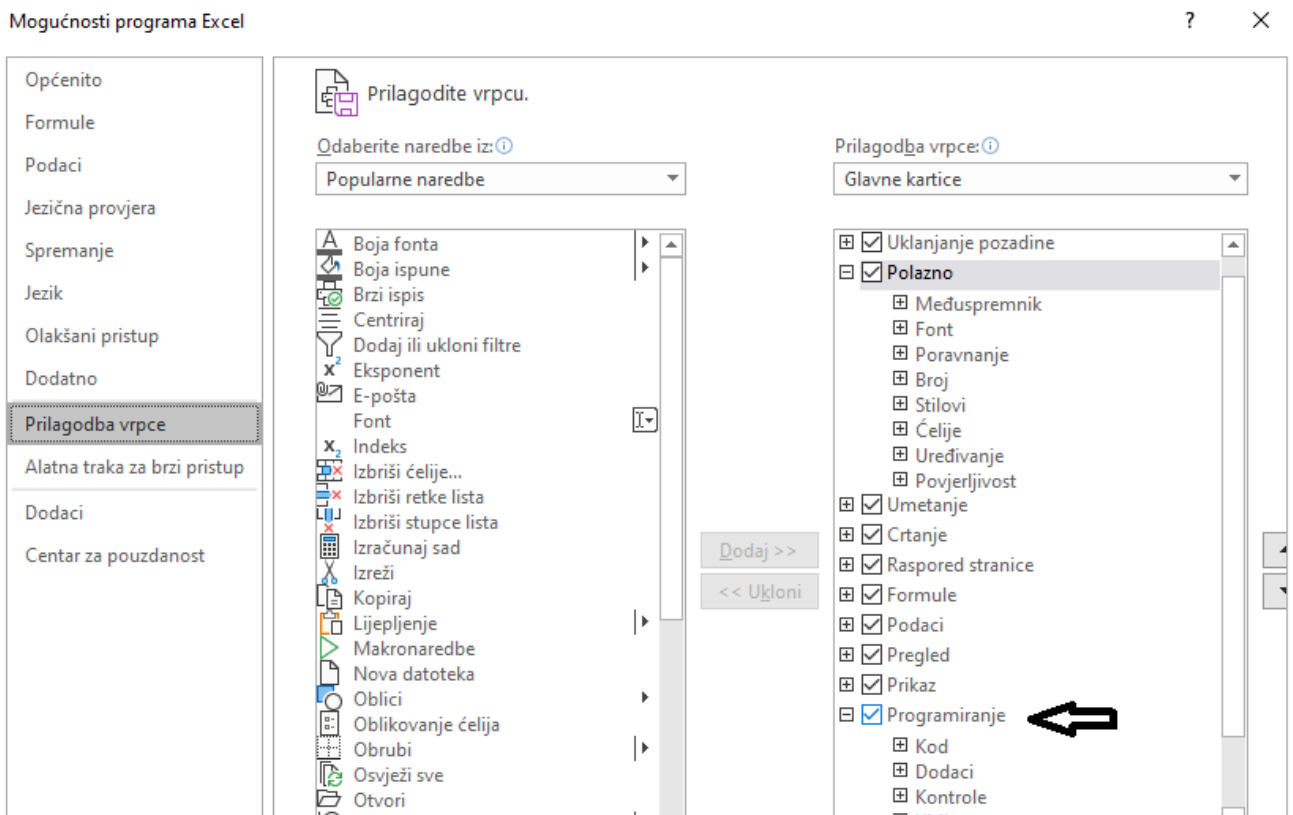 Mogućnosti programa Excel
?
Općenito
Formule
Podaci
Jezična provjera
Spremanje
Jezik
Olakšani pristup
Dodatno
Prilagodba vrpce
Alatna traka za brzi pristup
Dodaci
Centar za pouzdanost
Prilagodite vrpcu.
Odaberite naredbe iz:
Popularne naredbe
Boja fonta
Boja ispune
Brzi ispis
Centriraj
Dodaj ili ukloni filtre
Eksponent
E-pošta
Font
Indeks
Izbriši ćelije...
Izbriši retke lista
Izbriši stupce lista
Izračunaj sad
Izreži
Kopiraj
Lijepljenje
Makronaredbe
Nova datoteka
Oblici
Oblikovanje ćelija
Obrubi
Osvježi sve
Otvori
Dodaj >>
<< Ukloni
Prilagodba vrpce:
Glavne kartice
Uklanjanje pozadine
Polazno
Međuspremnik
Font
Poravnanje
Broj
Stilovi
Ćelije
Uređivanje
Povjerljivost
Umetanje
Crtanje
Raspored stranice
Formule
Podaci
Pregled
Prikaz
Programiranje
Kod
Dodaci
Kontrole